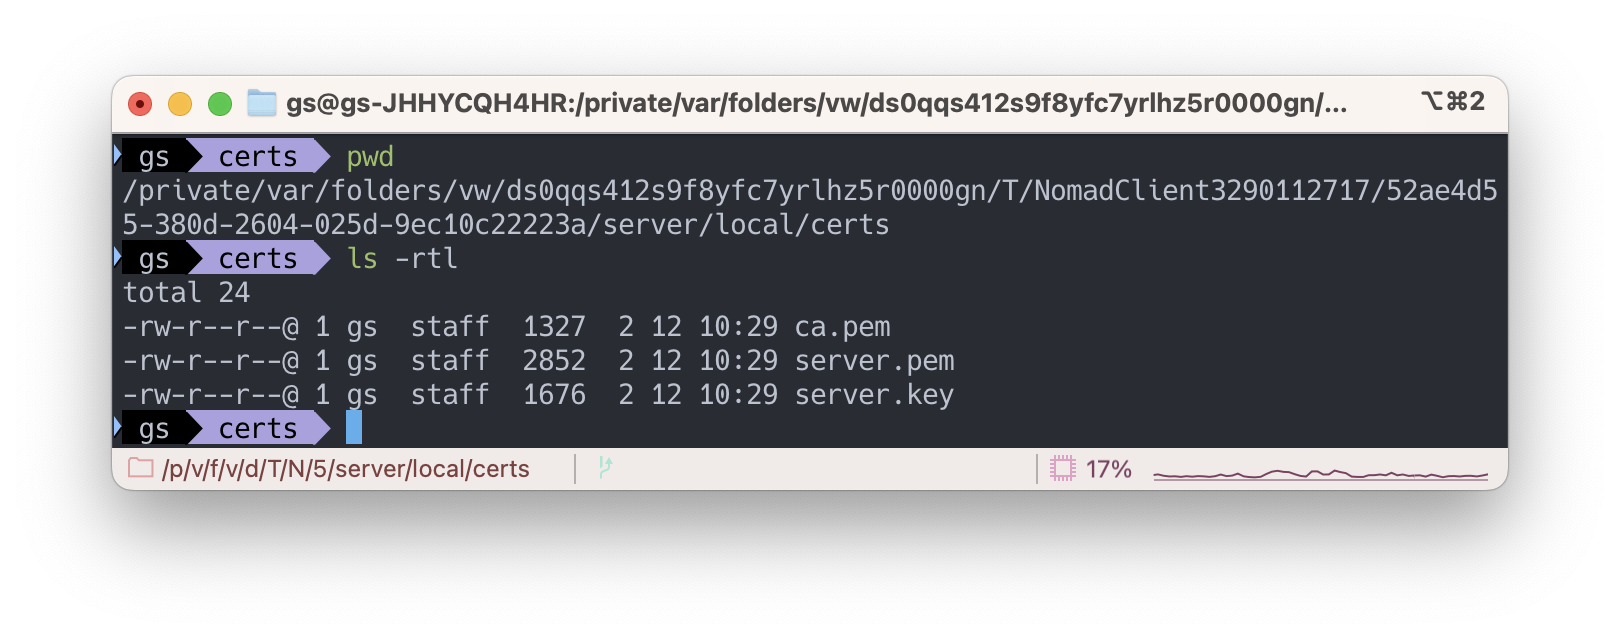 gs@gs-JHHYCQH4HR:/private/var/folders/vw/ds0qqs412s9f8yfc7yrlhz5r0000gn/... ⌥⌘2
gs certs pwd
/private/var/folders/vw/ds0qqs412s9f8yfc7yrlhz5r0000gn/T/NomadClient3290112717/52ae4d5
5-380d-2604-025d-9ec10c22223a/server/local/certs
gs certs ls -rtl
total 24
-rw-r--r--@ 1 gs  staff  1327  2 12 10:29 ca.pem
-rw-r--r--@ 1 gs  staff  2852  2 12 10:29 server.pem
-rw-r--r--@ 1 gs  staff  1676  2 12 10:29 server.key
gs certs
/p/v/f/v/d/T/N/5/server/local/certs 17%